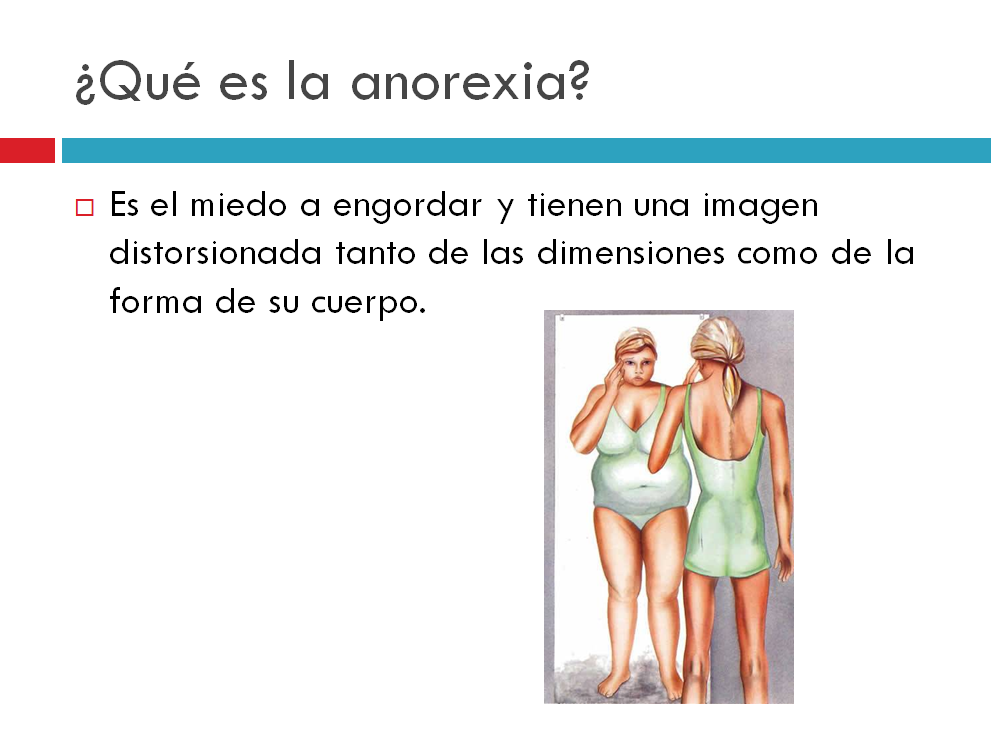 ¿Qué es la anorexia?
Es el miedo a engordar y tienen una imagen
distorsionada tanto de las dimensiones como de la
forma de su cuerpo.